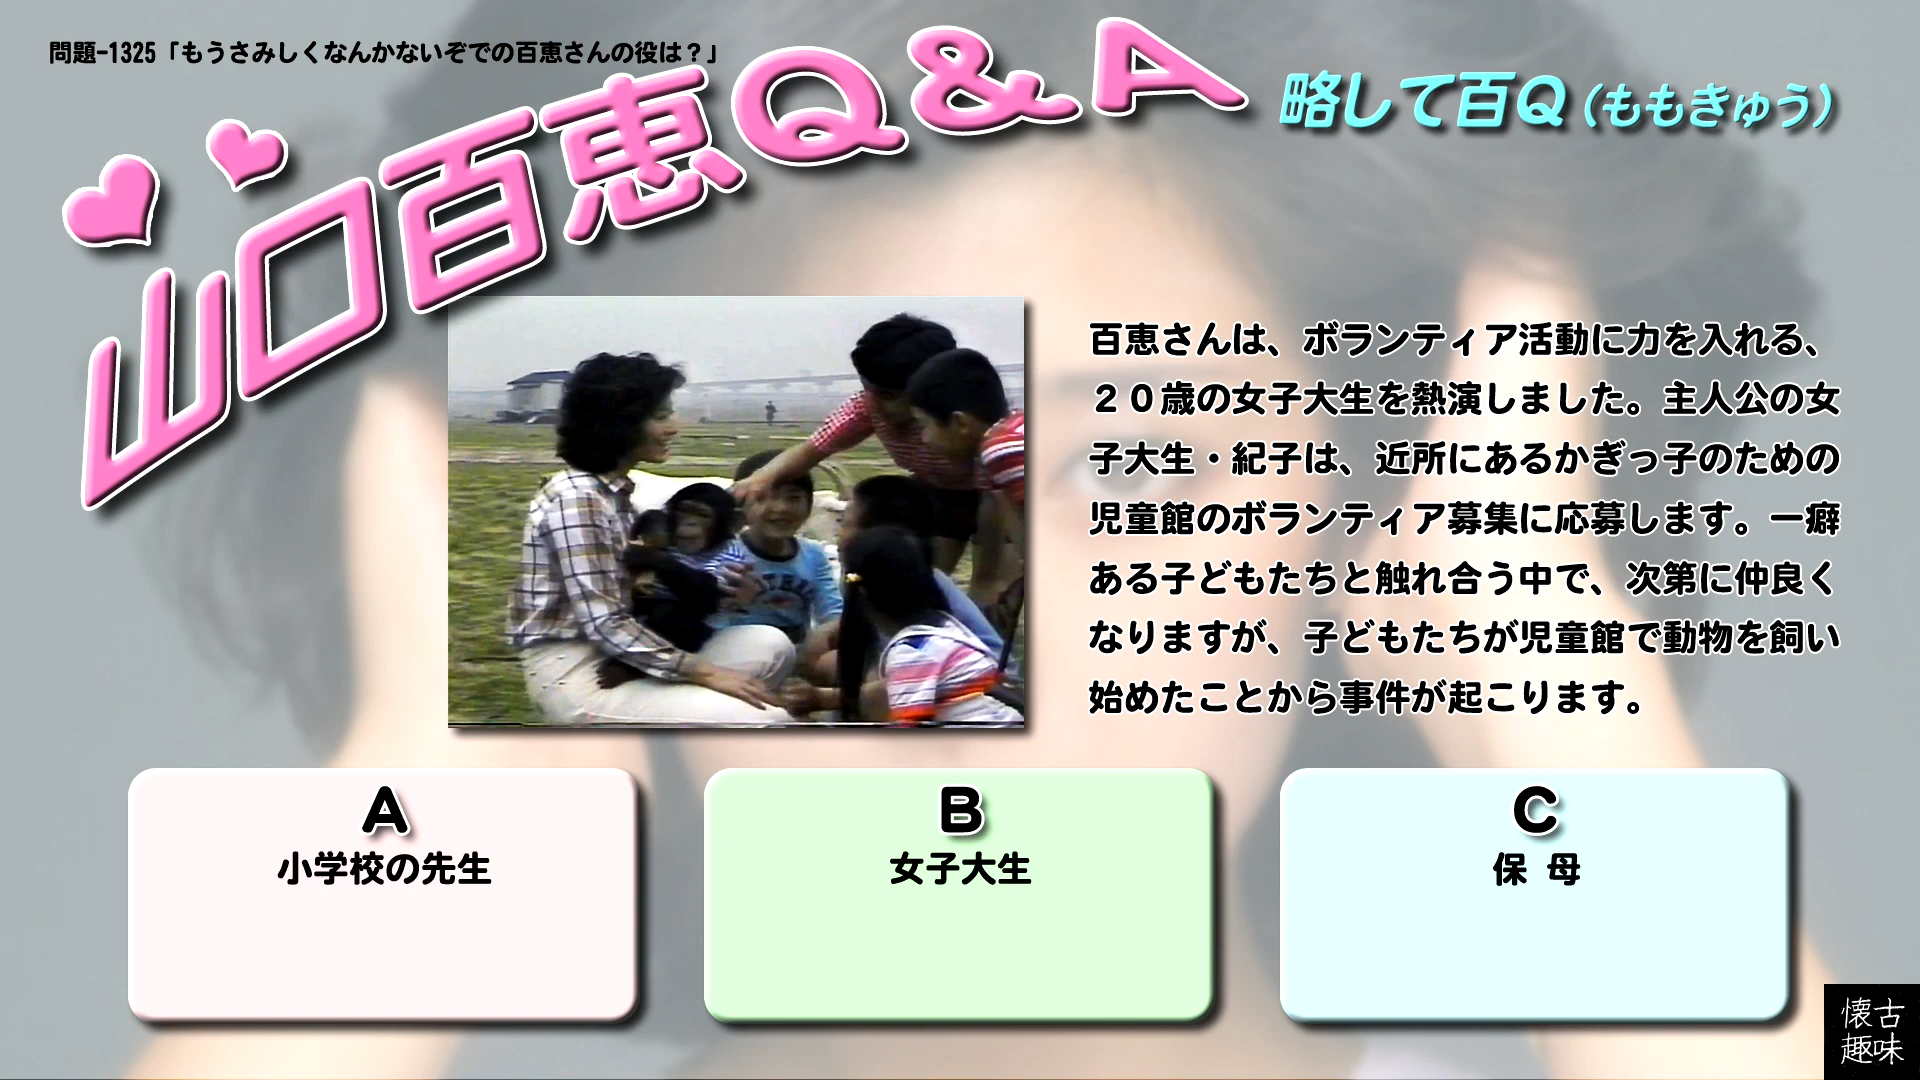 問題-1325「もうさみしくなんかないぞでの百恵さんの役は？」
山口百恵Q&A
略して百Q（ももきゅう）
百恵さんは、ボランティア活動に力を入れる、
２０歳の女子大生を熱演しました。主人公の女
子大生・紀子は、近所にあるかぎっ子のための
児童館のボランティア募集に応募します。一癖
ある子どもたちと触れ合う中で、次第に仲良く
なりますが、子どもたちが児童館で動物を飼い
始めたことから事件が起こります。
A
小学校の先生
B
女子大生
C
保 母
懐古
趣味